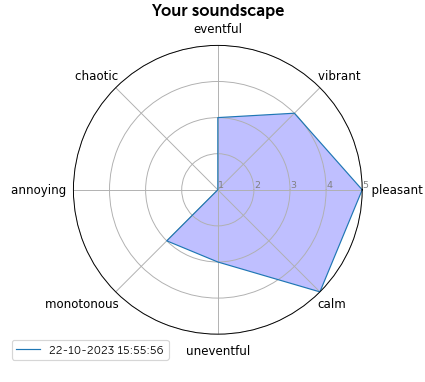 Your soundscape
eventful
chaotic
vibrant
annoying
1 2 3 4 5
pleasant
monotonous
calm
uneventful
22-10-2023 15:55:56